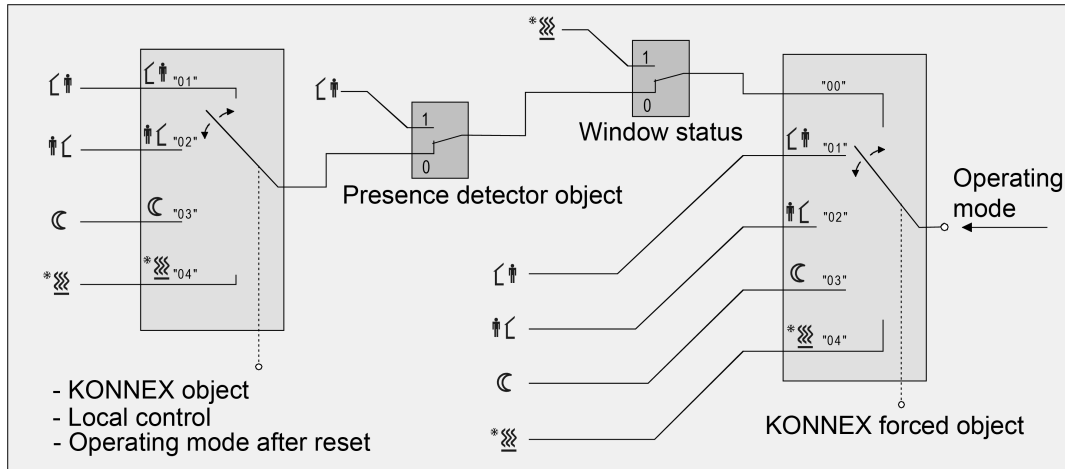 "01"
"02"
"03"
"04"
- KONNEX object
- Local control
- Operating mode after reset
1
0
Presence detector object
1
0
Window status
"00"
"01"
"02"
"03"
"04"
KONNEX forced object
Operating
mode